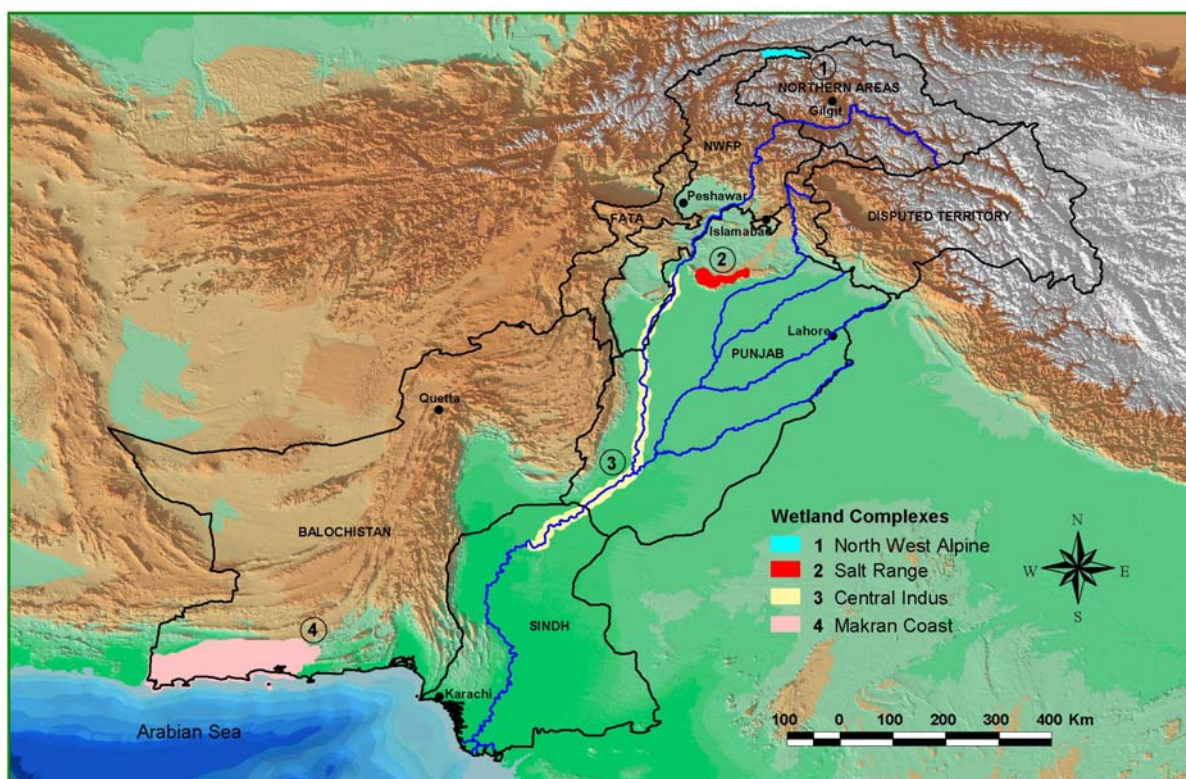 1
NORTHERN AREAS
Gilgit
NWFP
Peshawar
DISPUTED TERRITORY
FATA
Islamabad
2
Lahore
PUNJAB
Quetta
3
Wetland Complexes
1 North West Alpine
2 Salt Range
3 Central Indus
4 Makran Coast
N
W E
S
BALOCHISTAN
SINDH
4
Karachi
Arabian Sea
100 0 100 200 300 400 Km